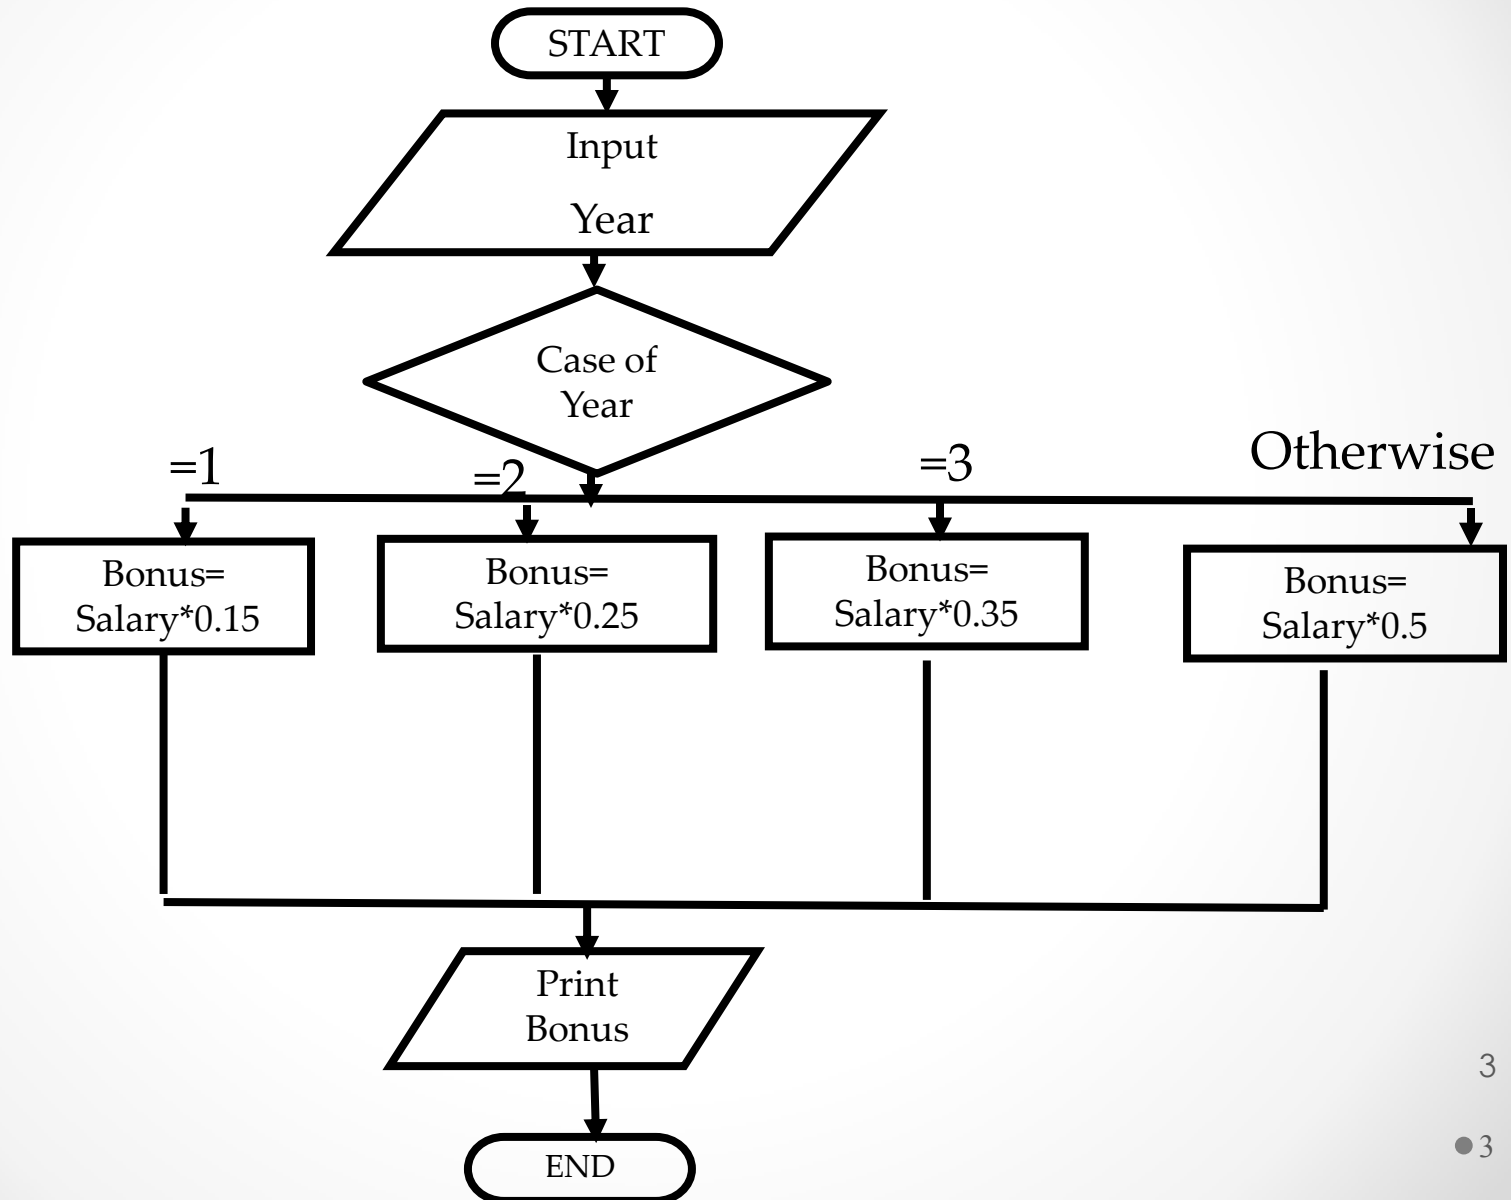 START
Input
Year
Case of
Year
=1
=2
=3
Otherwise
Bonus=
Salary*0.15
Bonus=
Salary*0.25
Bonus=
Salary*0.35
Bonus=
Salary*0.5
Print
Bonus
END
3
3